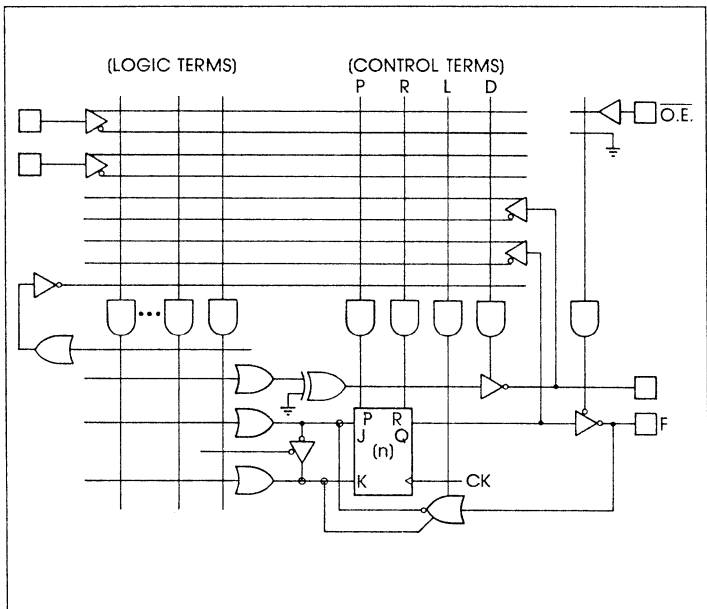 (LOGIC TERMS)
(CONTROL TERMS)
P R L D
O.E.
P R
J Q
(n)
K
CK
F